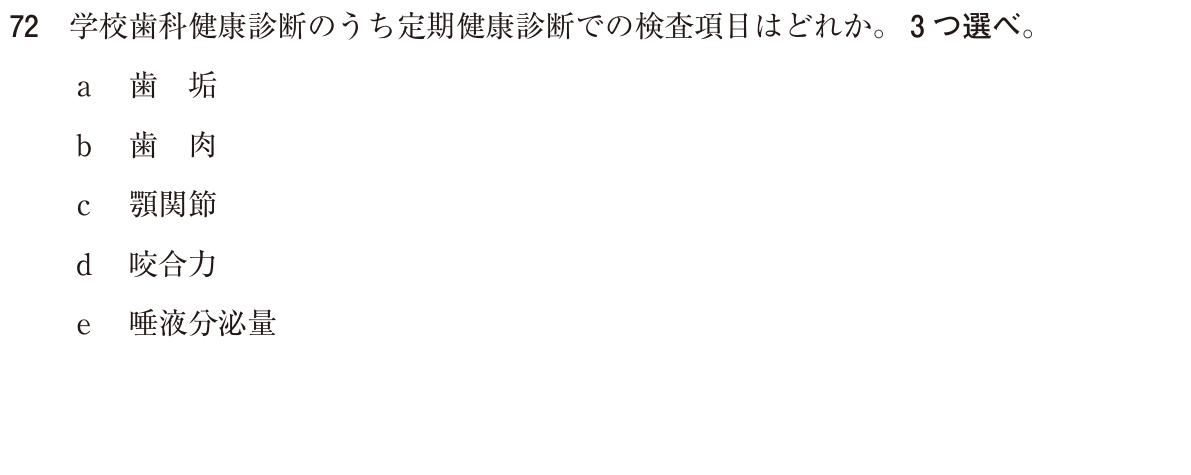 72 学校歯科健康診断のうち定期健康診断での検査項目はどれか。3つ選べ。
a 歯 垢
b 歯 肉
c 顎関節
d 咬合力
e 唾液分泌量